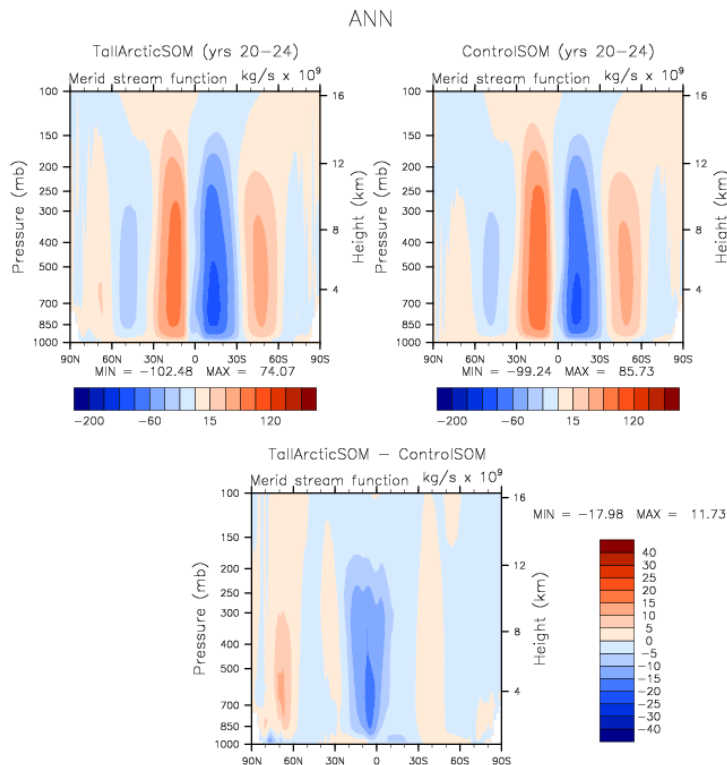 ANN
TallArcticSOM (yrs 20-24)
Merid stream function kg/s x 10⁹
Pressure (mb)
100
150
200
250
300
400
500
700
850
1000
16
12
8
4
Height (km)
90N 60N 30N 0 30S 60S 90S
MIN = -102.48 MAX = 74.07
-200 -60 15 120
ControlSOM (yrs 20-24)
Merid stream function kg/s x 10⁹
Pressure (mb)
100
150
200
250
300
400
500
700
850
1000
16
12
8
4
Height (km)
90N 60N 30N 0 30S 60S 90S
MIN = -99.24 MAX = 85.73
-200 -60 15 120
TallArcticSOM - ControlSOM
Merid stream function kg/s x 10⁹
Pressure (mb)
100
150
200
250
300
400
500
700
850
1000
16
12
8
4
Height (km)
90N 60N 30N 0 30S 60S 90S
MIN = -17.98 MAX = 11.73
40
35
30
25
20
15
10
5
0
-5
-10
-15
-20
-25
-30
-35
-40